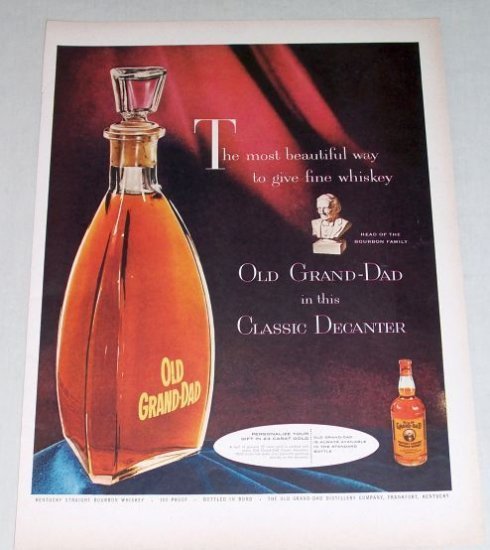 The most beautiful way
to give fine whiskey
HEAD OF THE
BOURBON FAMILY
OLD GRAND-DAD
in this
CLASSIC DECANTER
OLD
GRAND-DAD
PERSONALIZE YOUR
GIFT IN 23-CARAT GOLD
OLD GRAND-DAD
IS ALWAYS AVAILABLE
IN THE STANDARD
BOTTLE
GRAND-DAD
KENTUCKY STRAIGHT BOURBON WHISKEY • 100 PROOF • BOTTLED IN BOND • THE OLD GRAND-DAD DISTILLERY COMPANY, FRANKFORT, KENTUCKY